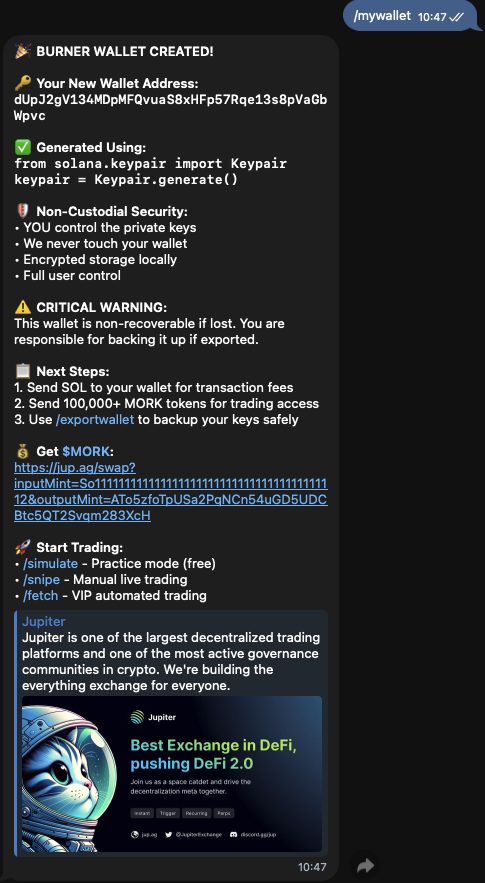 /mywallet 10:47
🎉 BURNER WALLET CREATED!
🔑 Your New Wallet Address:
dUpJ2gV134MDpMFQvuaS8xHFp57Rqe13s8pVaGb
Wpvc
✅ Generated Using:
from solana.keypair import Keypair
keypair = Keypair.generate()
🛡️ Non-Custodial Security:
• YOU control the private keys
• We never touch your wallet
• Encrypted storage locally
• Full user control
⚠️ CRITICAL WARNING:
This wallet is non-recoverable if lost. You are
responsible for backing it up if exported.
📋 Next Steps:
1. Send SOL to your wallet for transaction fees
2. Send 100,000+ MORK tokens for trading access
3. Use /exportwallet to backup your keys safely
💰 Get $MORK:
https://jup.ag/swap?
inputMint=So111111111111111111111111111111111111111
12&outputMint=ATo5zfoTpUSa2PqNCn54uGD5UDC
Btc5QT2Svqm283XcH
🚀 Start Trading:
• /simulate - Practice mode (free)
• /snipe - Manual live trading
• /fetch - VIP automated trading
Jupiter
Jupiter is one of the largest decentralized trading
platforms and one of the most active governance
communities in crypto. We're building the
everything exchange for everyone.
Jupiter
Best Exchange in DeFi,
pushing DeFi 2.0
Join us as a space catdet and drive the
decentralization meta together.
Instant Trigger Recurring Perps
jup.ag @JupiterExchange discord.gg/jup
10:47